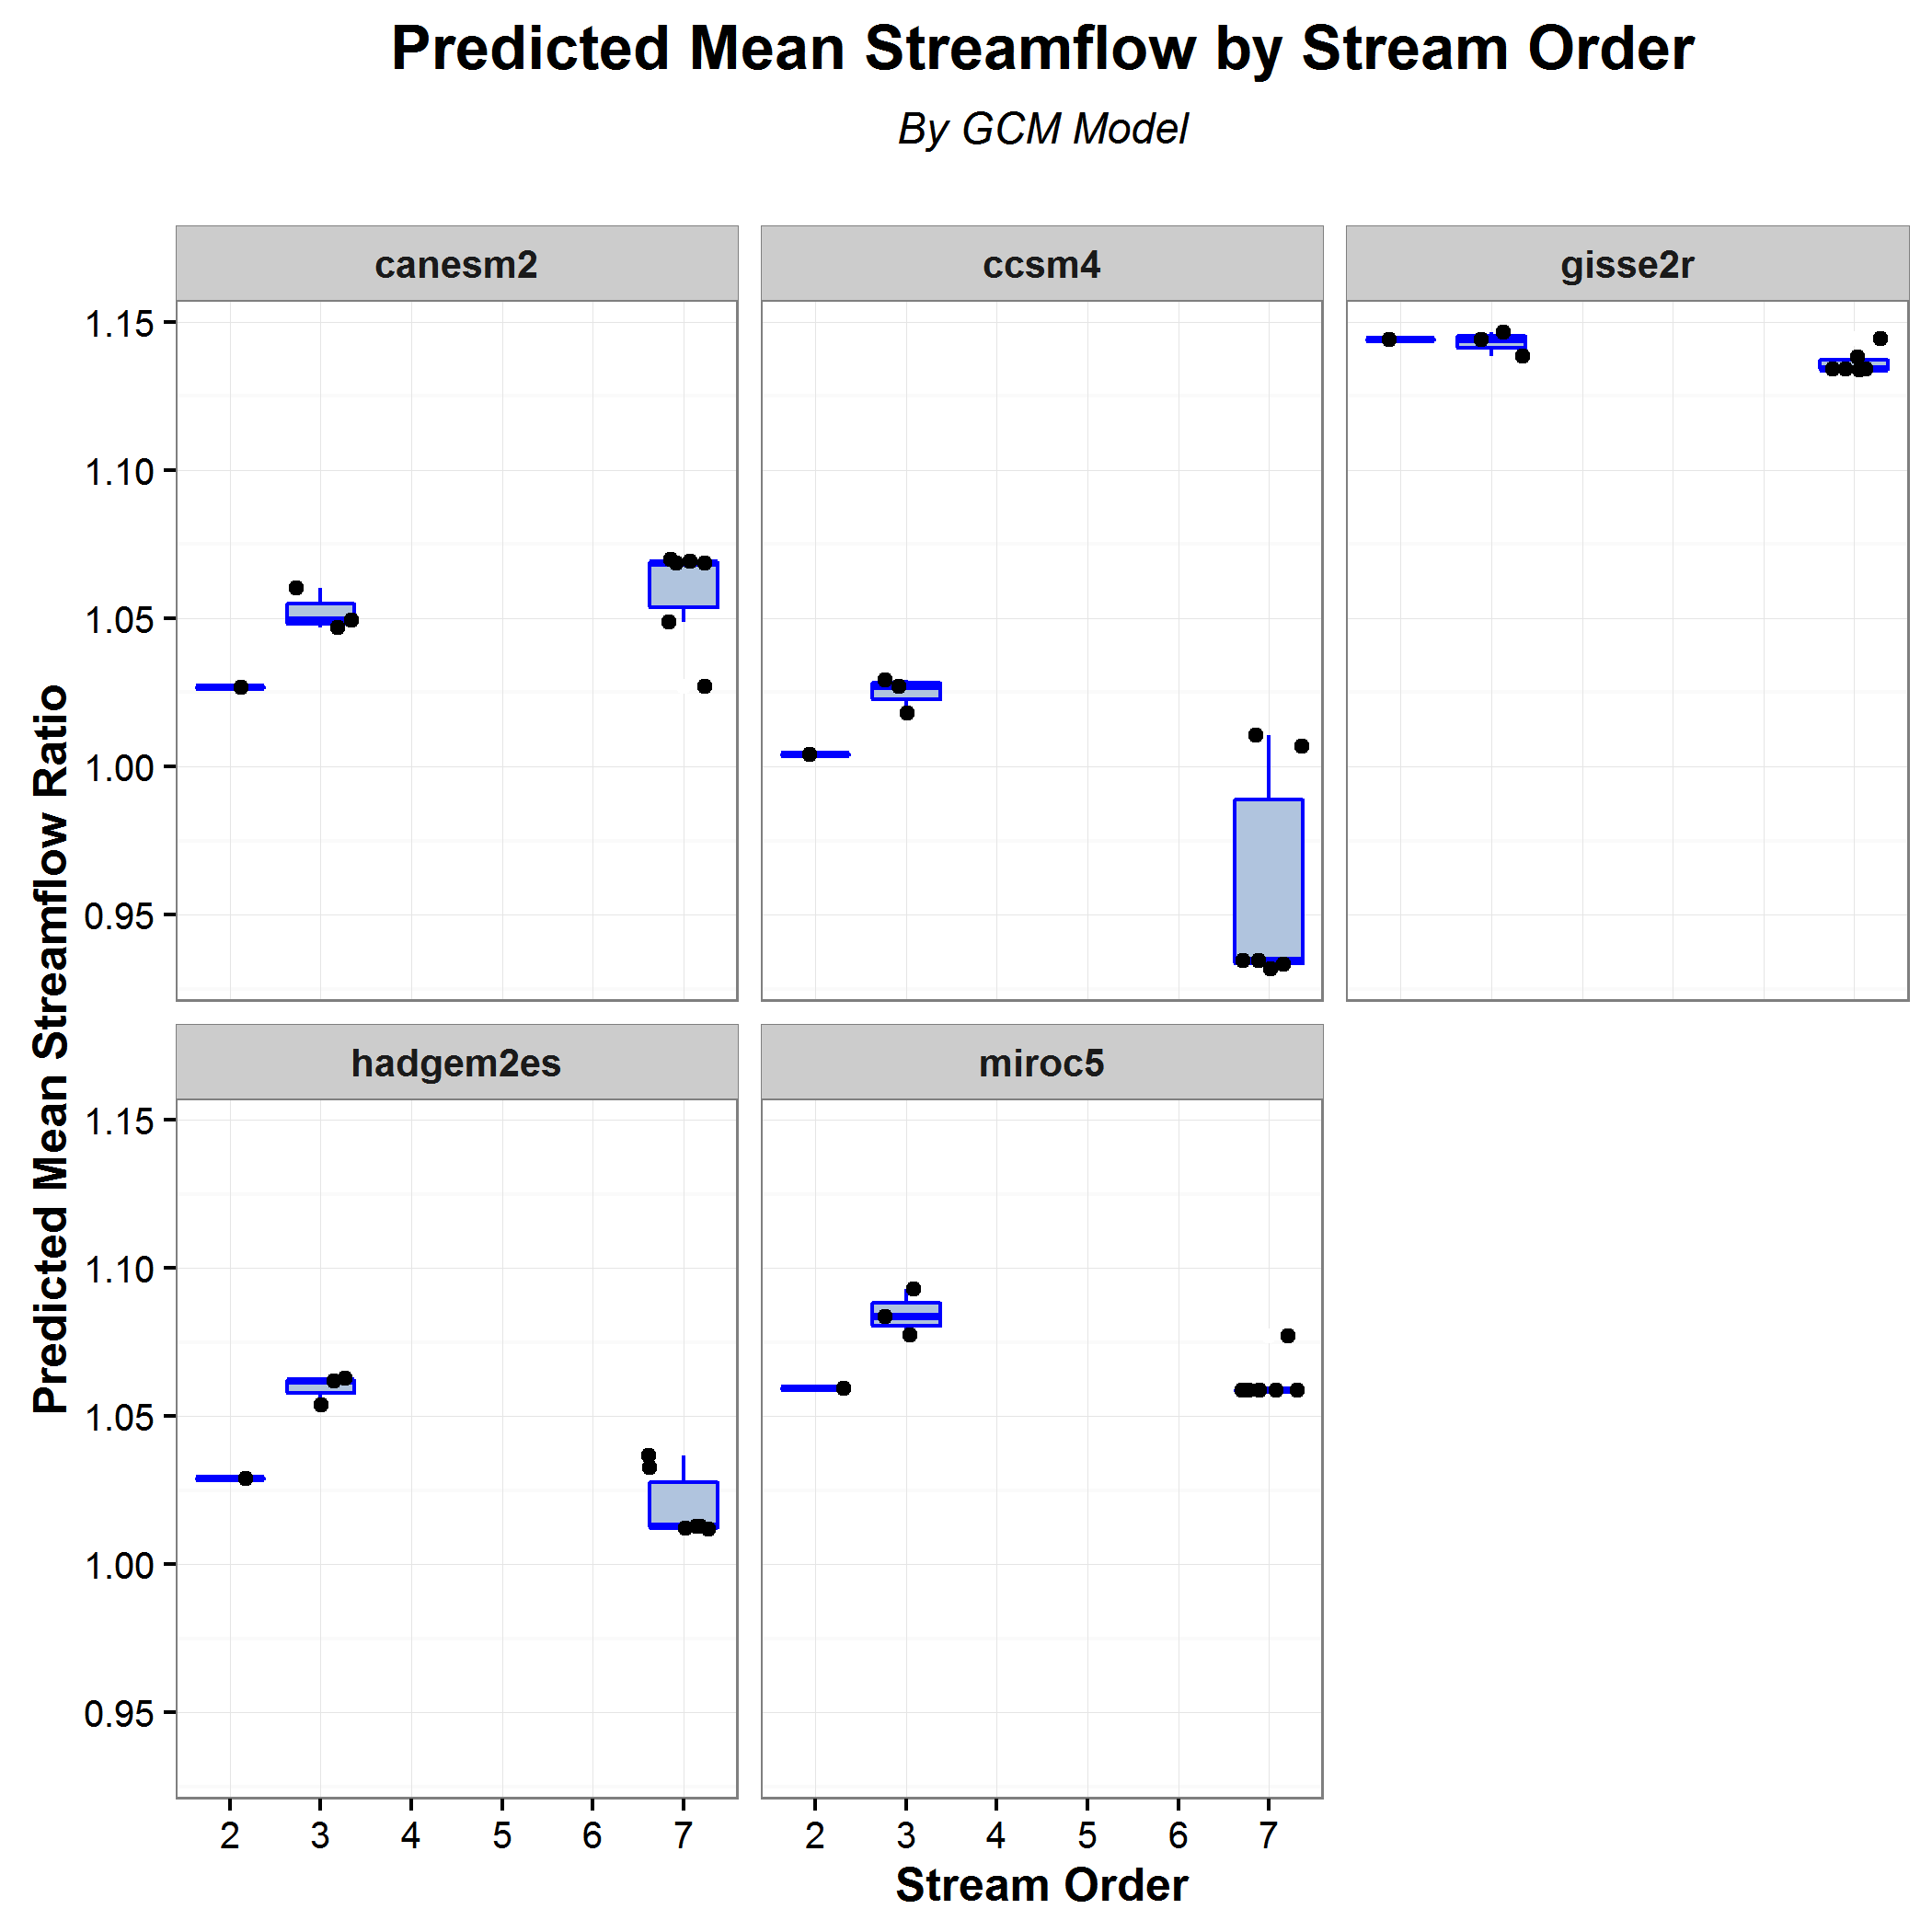 Predicted Mean Streamflow by Stream Order
By GCM Model
canesm2
ccsm4
gisse2r
1.15
1.10
1.05
1.00
0.95
Predicted Mean Streamflow Ratio
hadgem2es
miroc5
1.15
1.10
1.05
1.00
0.95
2 3 4 5 6 7
2 3 4 5 6 7
Stream Order